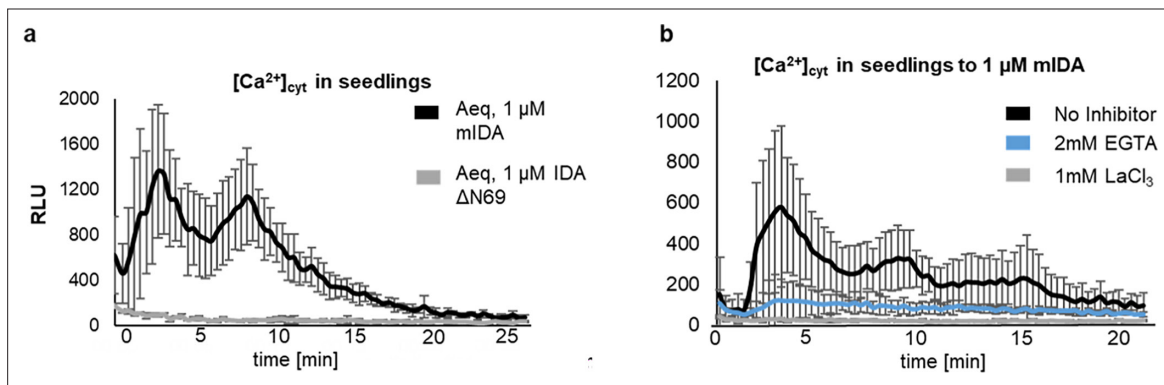 a
[Ca²⁺]cyt in seedlings
2000
1600
1200
800
400
0
RLU
Aeq, 1 µM
mIDA
Aeq, 1 µM IDA
ΔN69
0 5 10 15 20 25
time [min]
b
[Ca²⁺]cyt in seedlings to 1 µM mIDA
1200
1000
800
600
400
200
0
No Inhibitor
2mM EGTA
1mM LaCl₃
0 5 10 15 20
time [min]